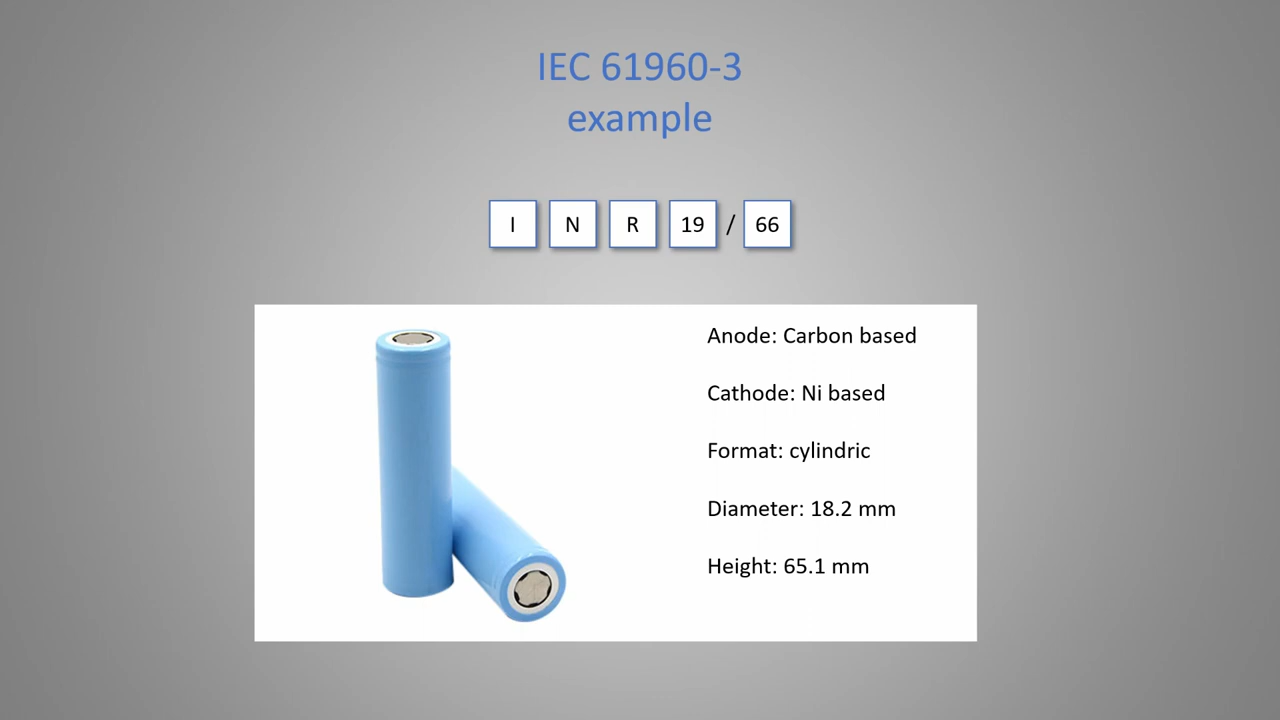 IEC 61960-3
example
I N R 19 / 66
Anode: Carbon based
Cathode: Ni based
Format: cylindric
Diameter: 18.2 mm
Height: 65.1 mm